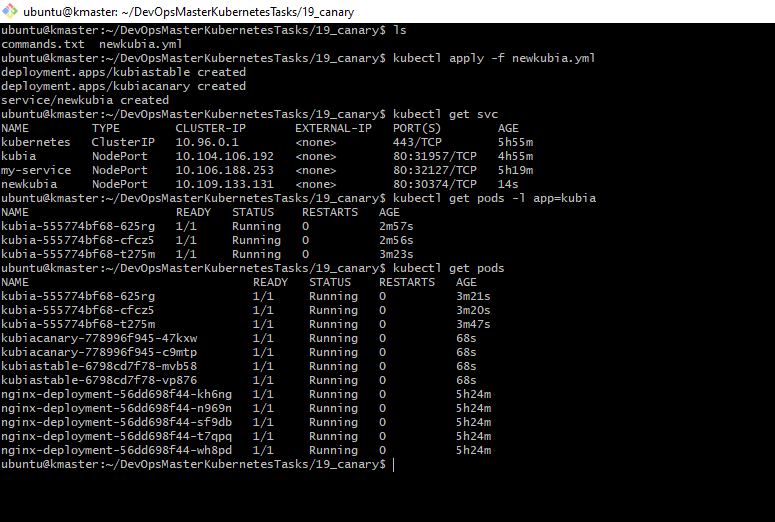 ubuntu@kmaster: ~/DevOpsMasterKubernetesTasks/19_canary
ubuntu@kmaster:~/DevOpsMasterKubernetesTasks/19_canary$ ls
commands.txt  newkubia.yml
ubuntu@kmaster:~/DevOpsMasterKubernetesTasks/19_canary$ kubectl apply -f newkubia.yml
deployment.apps/kubiastable created
deployment.apps/kubiacanary created
service/newkubia created
ubuntu@kmaster:~/DevOpsMasterKubernetesTasks/19_canary$ kubectl get svc
NAME         TYPE        CLUSTER-IP       EXTERNAL-IP   PORT(S)        AGE
kubernetes   ClusterIP   10.96.0.1        <none>        443/TCP        5h55m
kubia        NodePort    10.104.106.192   <none>        80:31957/TCP   4h55m
my-service   NodePort    10.106.188.253   <none>        80:32127/TCP   5h19m
newkubia     NodePort    10.109.133.131   <none>        80:30374/TCP   14s
ubuntu@kmaster:~/DevOpsMasterKubernetesTasks/19_canary$ kubectl get pods -l app=kubia
NAME                     READY   STATUS    RESTARTS   AGE
kubia-555774bf68-625rg   1/1     Running   0          2m57s
kubia-555774bf68-cfcz5   1/1     Running   0          2m56s
kubia-555774bf68-t275m   1/1     Running   0          3m23s
ubuntu@kmaster:~/DevOpsMasterKubernetesTasks/19_canary$ kubectl get pods
NAME                                READY   STATUS    RESTARTS   AGE
kubia-555774bf68-625rg              1/1     Running   0          3m21s
kubia-555774bf68-cfcz5              1/1     Running   0          3m20s
kubia-555774bf68-t275m              1/1     Running   0          3m47s
kubiacanary-778996f945-47kxw        1/1     Running   0          68s
kubiacanary-778996f945-c9mtp        1/1     Running   0          68s
kubiastable-6798cd7f78-mvb58        1/1     Running   0          68s
kubiastable-6798cd7f78-vp876        1/1     Running   0          68s
nginx-deployment-56dd698f44-kh6ng   1/1     Running   0          5h24m
nginx-deployment-56dd698f44-n969n   1/1     Running   0          5h24m
nginx-deployment-56dd698f44-sf9db   1/1     Running   0          5h24m
nginx-deployment-56dd698f44-t7qpq   1/1     Running   0          5h24m
nginx-deployment-56dd698f44-wh8pd   1/1     Running   0          5h24m
ubuntu@kmaster:~/DevOpsMasterKubernetesTasks/19_canary$